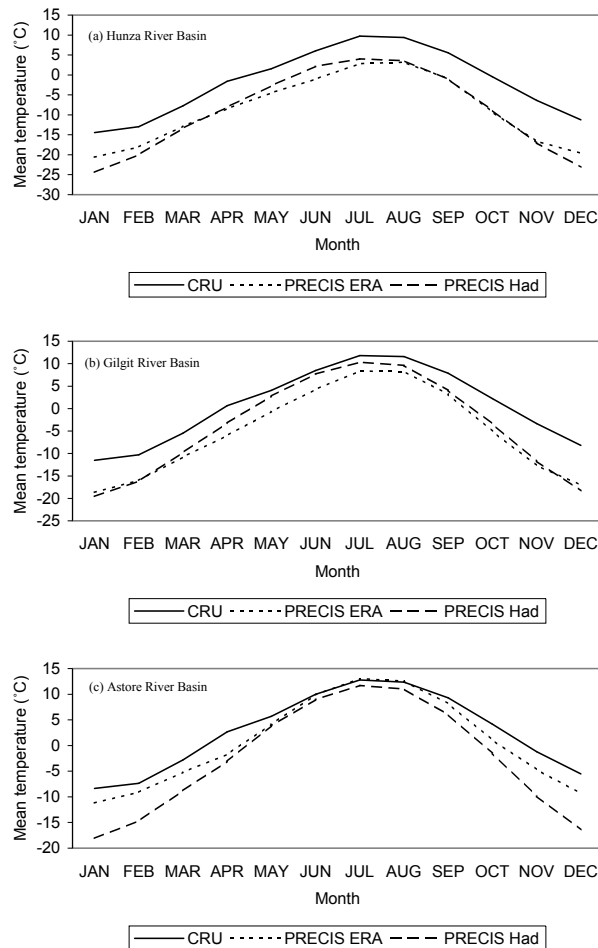 15
(a) Hunza River Basin
10
5
0
-5
-10
-15
-20
-25
-30
Mean temperature (˚C)
JAN FEB MAR APR MAY JUN JUL AUG SEP OCT NOV DEC
Month
CRU PRECIS ERA PRECIS Had
15
(b) Gilgit River Basin
10
5
0
-5
-10
-15
-20
-25
Mean temperature (˚C)
JAN FEB MAR APR MAY JUN JUL AUG SEP OCT NOV DEC
Month
CRU PRECIS ERA PRECIS Had
15
(c) Astore River Basin
10
5
0
-5
-10
-15
-20
Mean temperature (˚C)
JAN FEB MAR APR MAY JUN JUL AUG SEP OCT NOV DEC
Month
CRU PRECIS ERA PRECIS Had